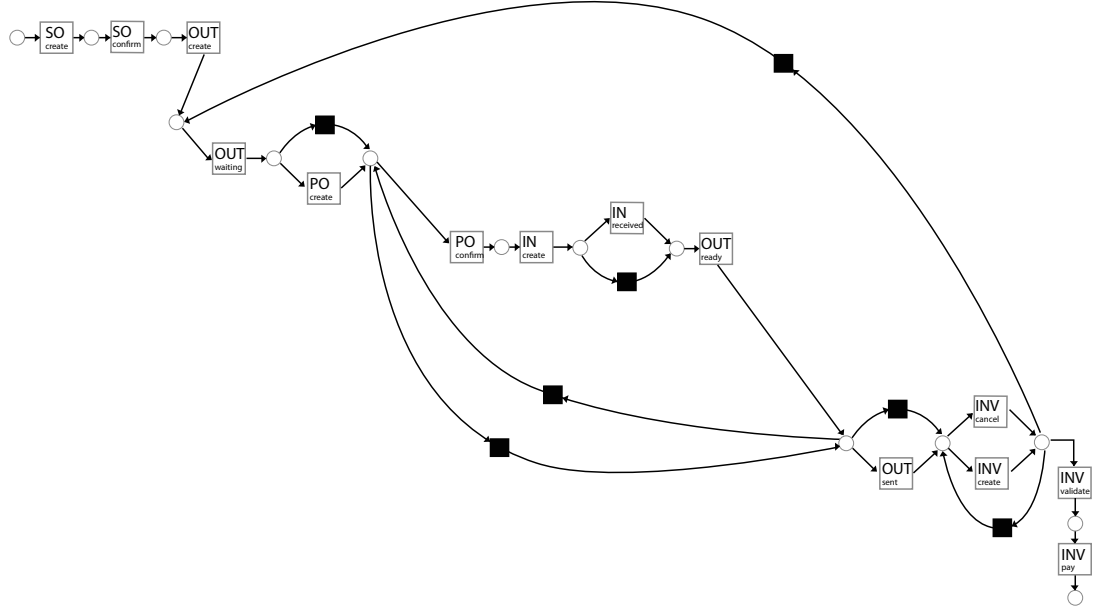 SO
create
SO
confirm
OUT
create
OUT
waiting
PO
create
PO
confirm
IN
create
IN
received
OUT
ready
OUT
sent
INV
cancel
INV
create
INV
validate
INV
pay